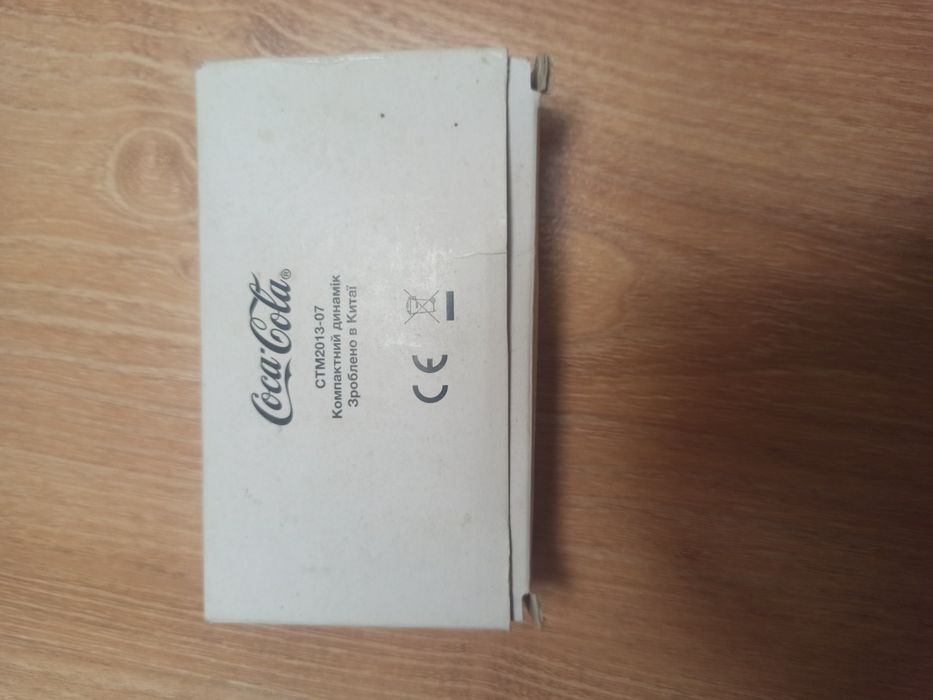 Coca-Cola®
CTM2013-07
Компактний динамік
Зроблено в Китаї
CE